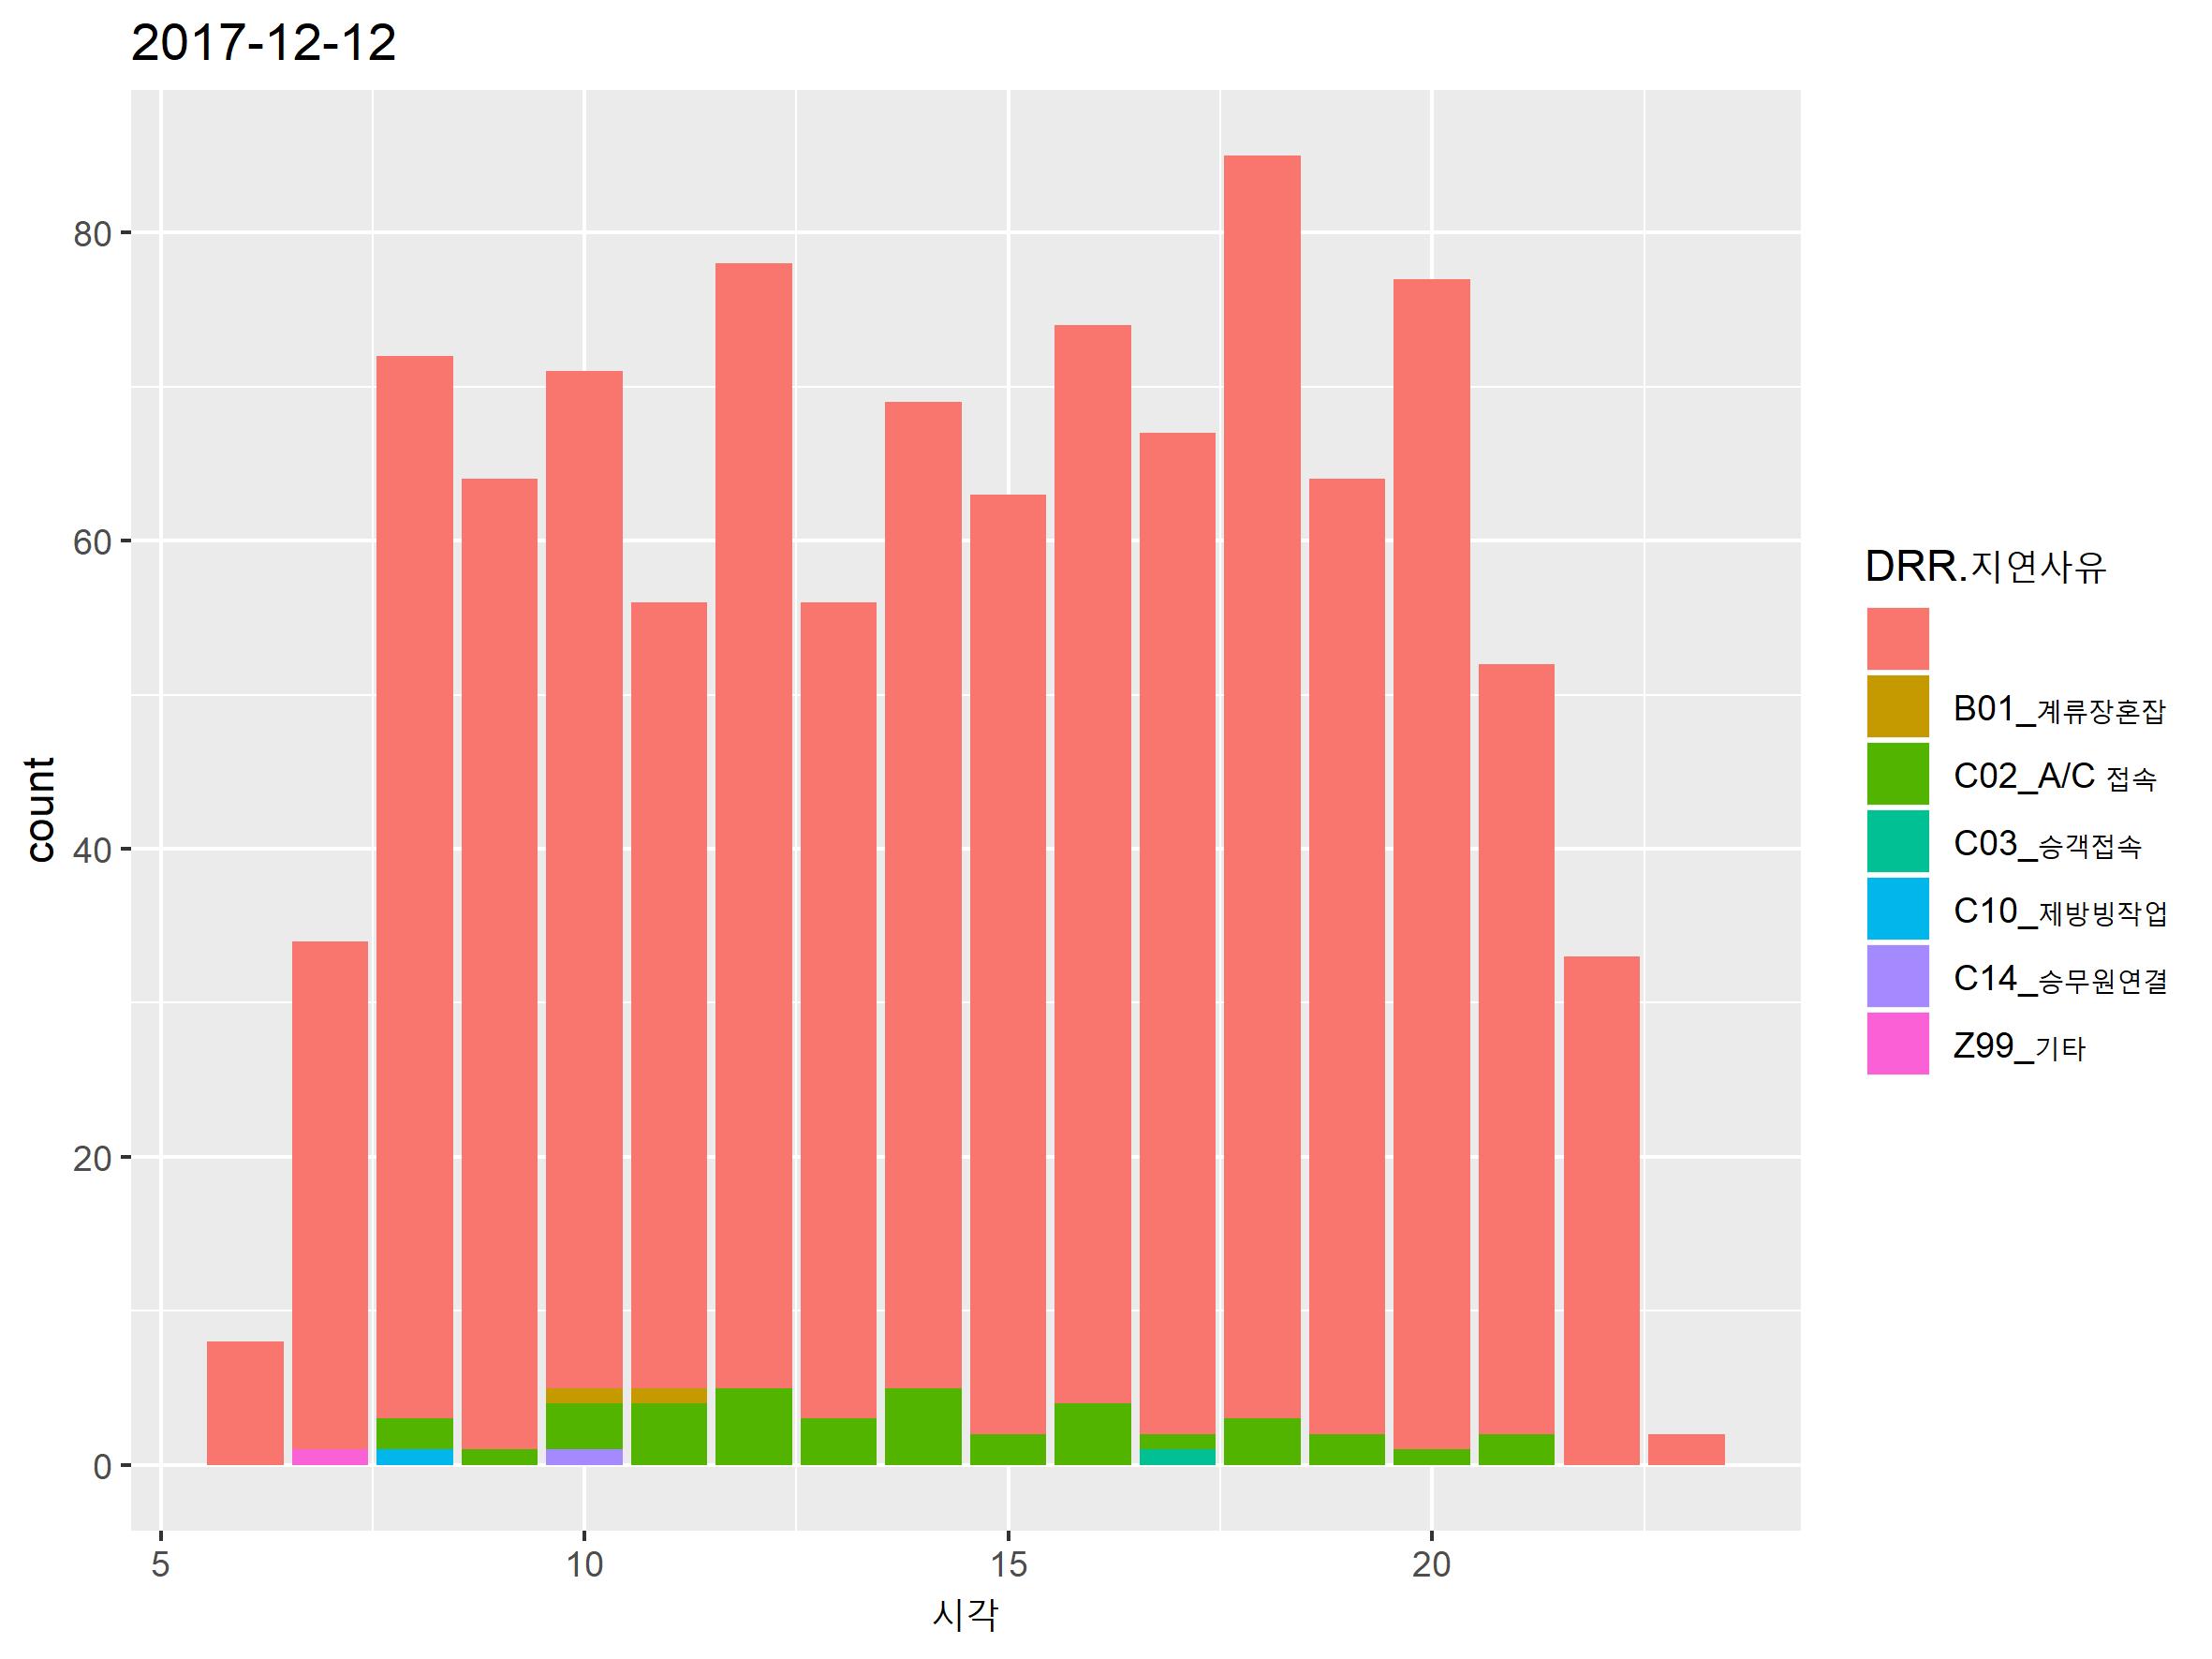 2017-12-12
80
60
40
20
0
count
5 10 15 20
시각
DRR.지연사유
B01_계류장혼잡
C02_A/C 접속
C03_승객접속
C10_제방빙작업
C14_승무원연결
Z99_기타